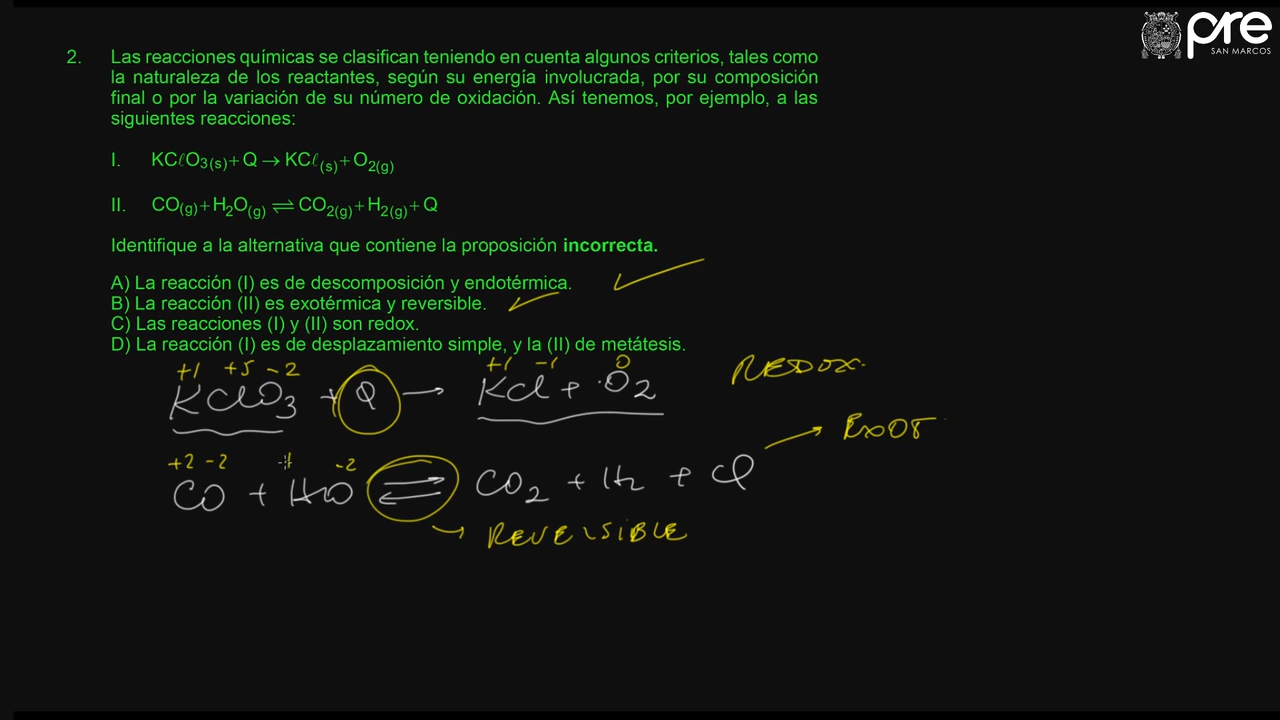 pre
SAN MARCOS
2. Las reacciones químicas se clasifican teniendo en cuenta algunos criterios, tales como
la naturaleza de los reactantes, según su energía involucrada, por su composición
final o por la variación de su número de oxidación. Así tenemos, por ejemplo, a las
siguientes reacciones:
I. KCℓO3(s)+Q→KCℓ(s)+O2(g)
II. CO(g)+H2O(g)⇌CO2(g)+H2(g)+Q
Identifique a la alternativa que contiene la proposición incorrecta.
A) La reacción (I) es de descomposición y endotérmica.
B) La reacción (II) es exotérmica y reversible.
C) Las reacciones (I) y (II) son redox.
D) La reacción (I) es de desplazamiento simple, y la (II) de metátesis.
+1 +5 -2 +1 -1 0
KClO3 + Q → KCl + O2 REDOX.
→ EXOT
+2 -2 -2
CO + H2O ⇌ CO2 + H2 + Q
→ REVERSIBLE